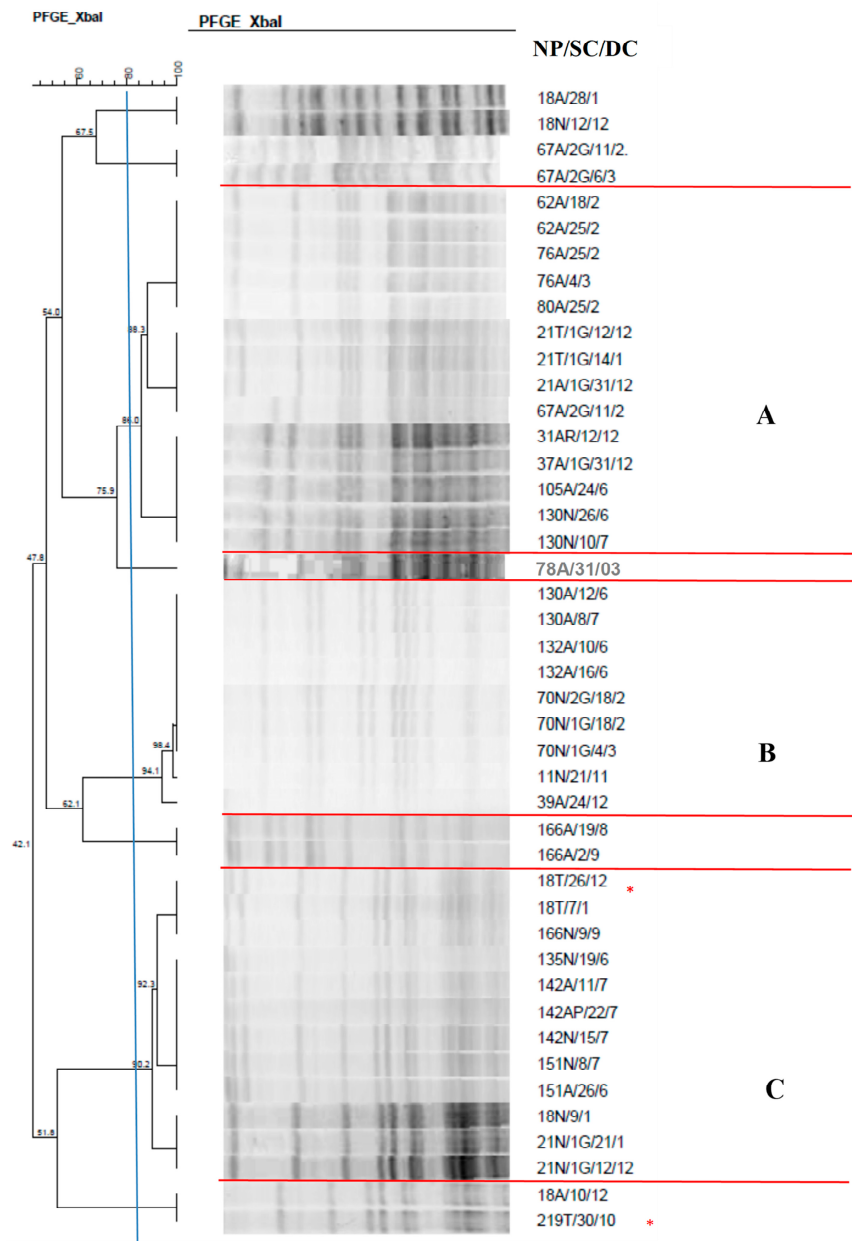 PFGE_XbaI PFGE_XbaI
NP/SC/DC
60 80 100
18A/28/1
18N/12/12
67.5
67A/2G/11/2.
67A/2G/6/3
62A/18/2
62A/25/2
76A/25/2
76A/4/3
80A/25/2
54.0
21T/1G/12/12
88.3
21T/1G/14/1
21A/1G/31/12
67A/2G/11/2
A
86.0
31AR/12/12
37A/1G/31/12
105A/24/6
75.9
130N/26/6
130N/10/7
47.8
78A/31/03
130A/12/6
130A/8/7
132A/10/6
132A/16/6
70N/2G/18/2
70N/1G/18/2
98.4
70N/1G/4/3
B
94.1
11N/21/11
62.1
39A/24/12
166A/19/8
42.1
166A/2/9
18T/26/12 *
18T/7/1
166N/9/9
135N/19/6
92.3
142A/11/7
142AP/22/7
142N/15/7
90.2
151N/8/7
151A/26/6
C
18N/9/1
51.8
21N/1G/21/1
21N/1G/12/12
18A/10/12
219T/30/10 *